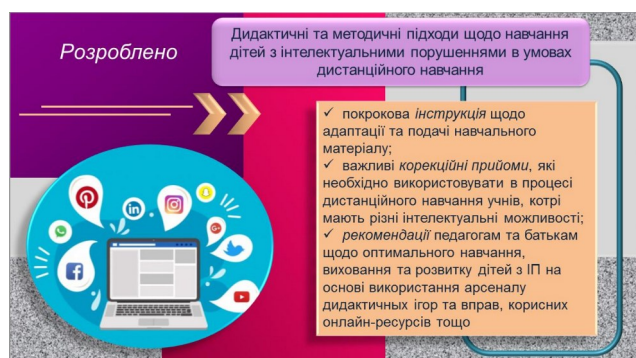 Розроблено
Дидактичні та методичні підходи щодо навчання
дітей з інтелектуальними порушеннями в умовах
дистанційного навчання
✓ покрокова інструкція щодо
адаптації та подачі навчального
матеріалу;
✓ важливі корекційні прийоми, які
необхідно використовувати в процесі
дистанційного навчання учнів, котрі
мають різні інтелектуальні можливості;
✓ рекомендації педагогам та батькам
щодо оптимального навчання,
виховання та розвитку дітей з ІП на
основі використання арсеналу
дидактичних ігор та вправ, корисних
онлайн-ресурсів тощо